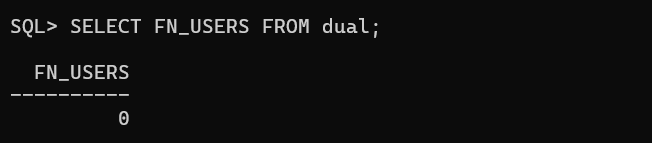 SQL> SELECT FN_USERS FROM dual;
FN_USERS
----------
0